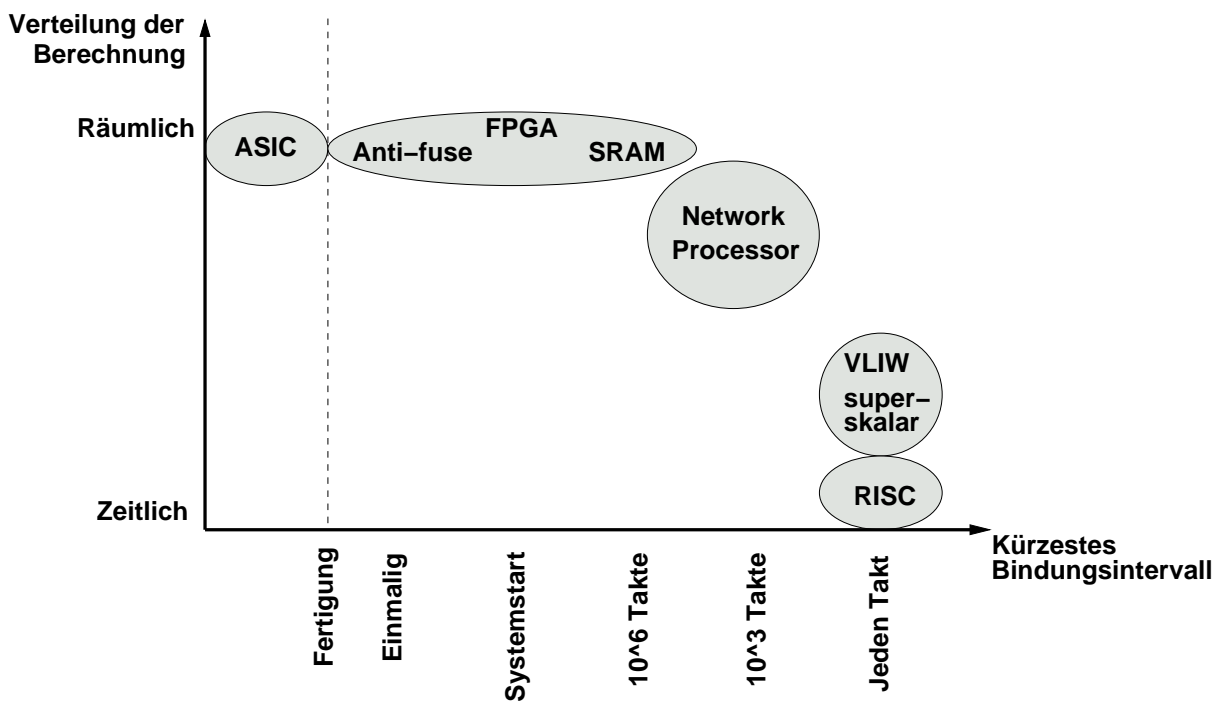 Verteilung der
Berechnung
Räumlich
ASIC
FPGA
Anti–fuse
SRAM
Network
Processor
VLIW
super–
skalar
RISC
Zeitlich
Kürzestes
Bindungsintervall
Fertigung
Einmalig
Systemstart
10^6 Takte
10^3 Takte
Jeden Takt